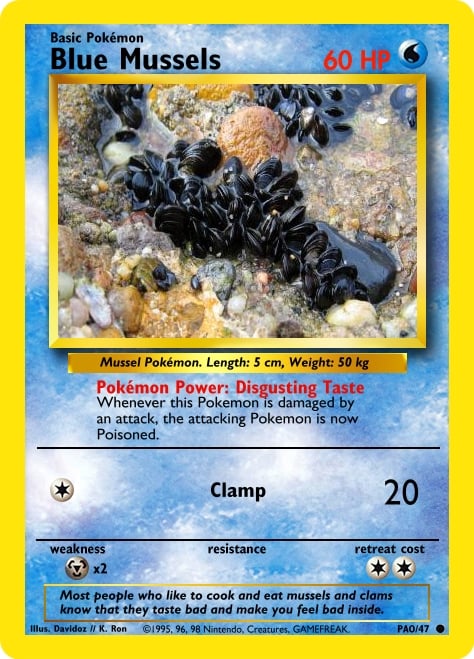 Basic Pokémon
Blue Mussels 60 HP
Mussel Pokémon. Length: 5 cm, Weight: 50 kg
Pokémon Power: Disgusting Taste
Whenever this Pokemon is damaged by
an attack, the attacking Pokemon is now
Poisoned.
Clamp 20
weakness resistance retreat cost
x2
Most people who like to cook and eat mussels and clams
know that they taste bad and make you feel bad inside.
Illus. Davidoz // K. Ron ©1995, 96, 98 Nintendo, Creatures, GAMEFREAK. PAO/47